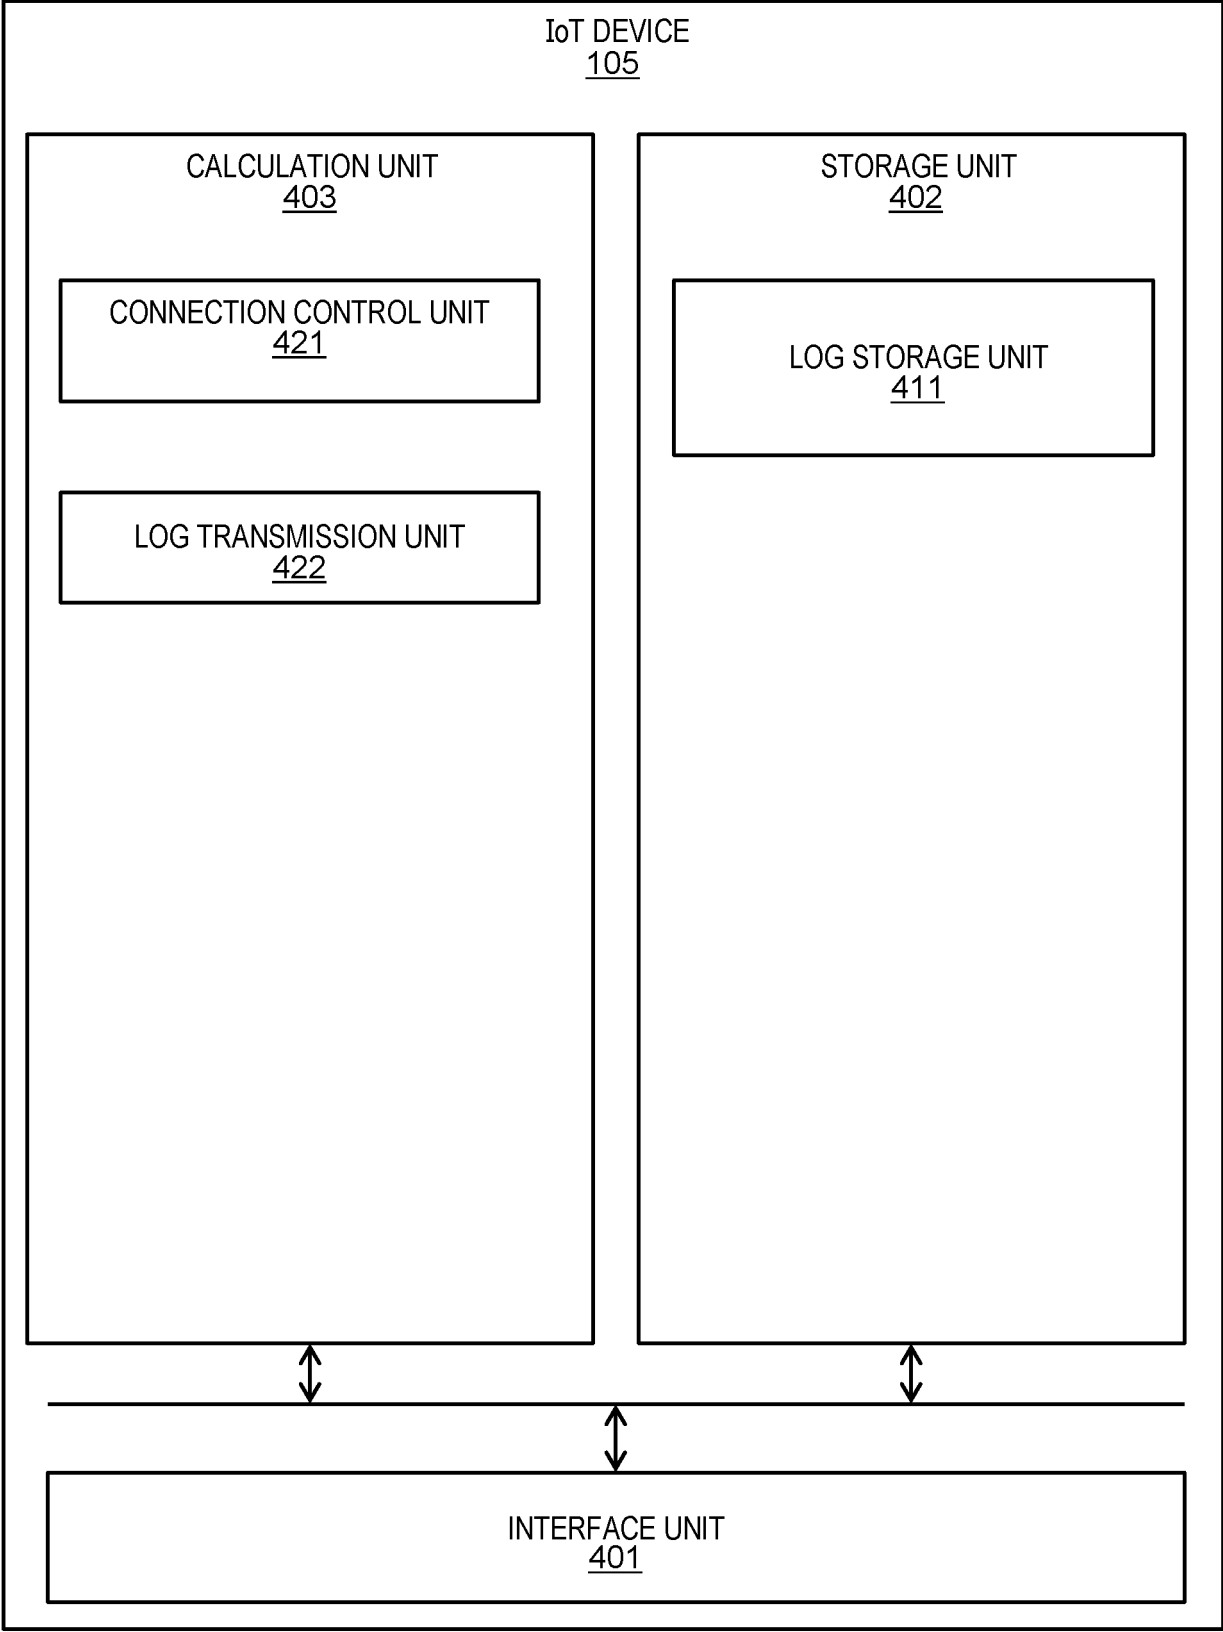 IoT DEVICE
105
CALCULATION UNIT
403
CONNECTION CONTROL UNIT
421
LOG TRANSMISSION UNIT
422
STORAGE UNIT
402
LOG STORAGE UNIT
411
INTERFACE UNIT
401